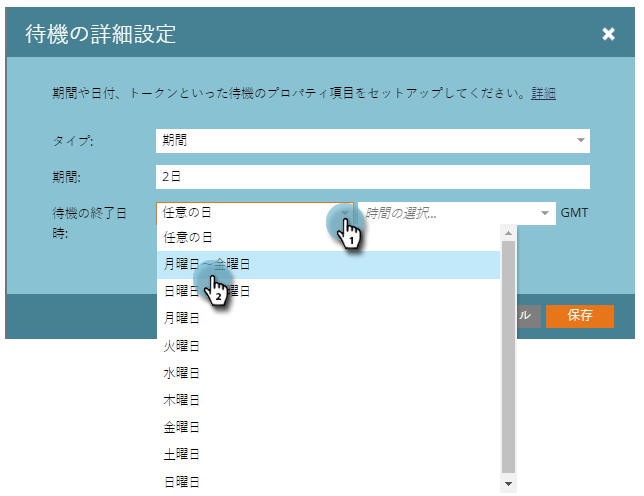 待機の詳細設定
期間や日付、トークンといった待機のプロパティ項目をセットアップしてください。詳細
タイプ: 期間
期間: 2日
待機の終了日時: 任意の日 時間の選択... GMT
任意の日
月曜日～金曜日
日曜日 曜日
月曜日
火曜日
水曜日
木曜日
金曜日
土曜日
日曜日
ル 保存
1
2